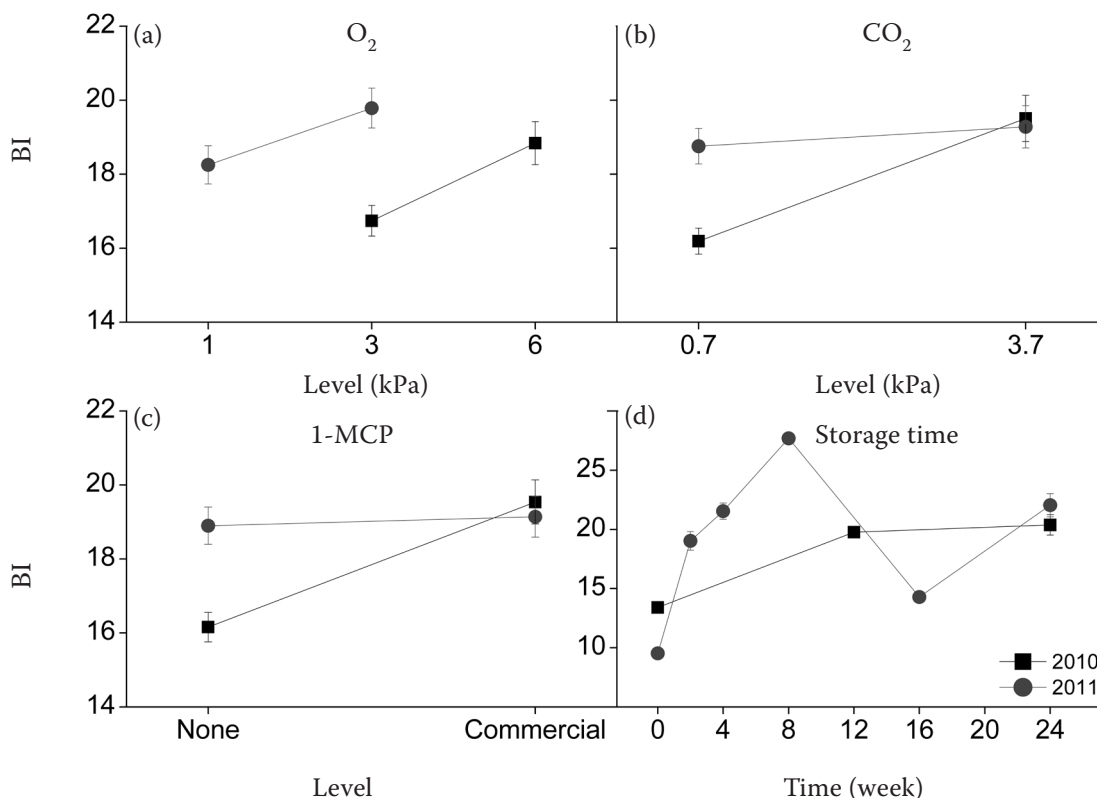 (a) O2
(b) CO2
BI
22
20
18
16
14
1 3 6
0.7 3.7
Level (kPa)
Level (kPa)
(c) 1-MCP
(d) Storage time
BI
22
20
18
16
14
25
20
15
10
2010
2011
None Commercial
0 4 8 12 16 20 24
Level
Time (week)